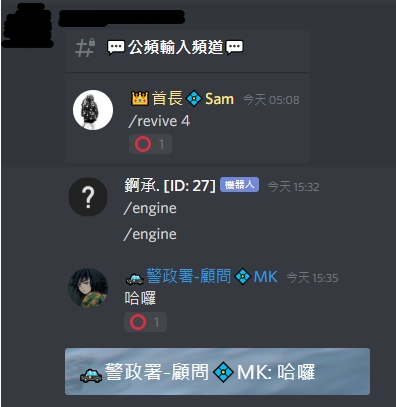 💬公頻輸入頻道💬
👑首長💠Sam 今天 05:08
/revive 4
⭕ 1
鋼承. [ID: 27] 機器人 今天 15:32
/engine
/engine
🚓警政署-顧問💠MK 今天 15:35
哈囉
⭕ 1
🚓警政署-顧問💠MK: 哈囉